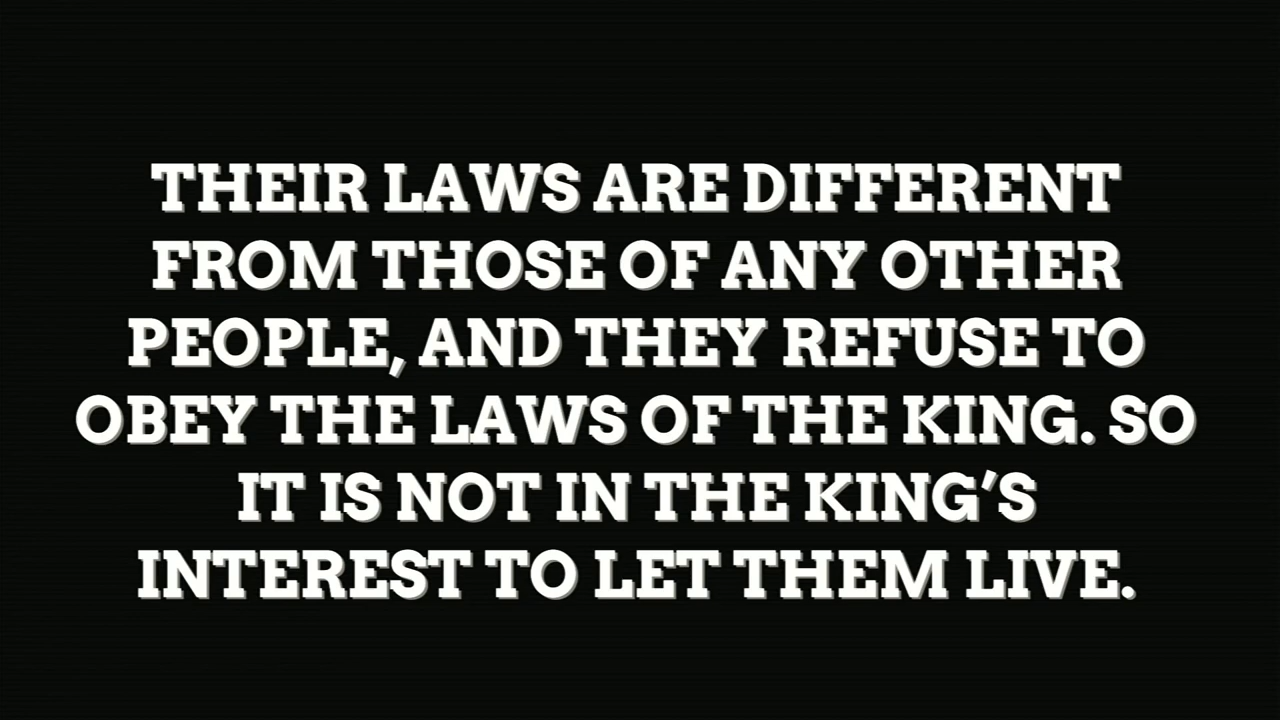 THEIR LAWS ARE DIFFERENT
FROM THOSE OF ANY OTHER
PEOPLE, AND THEY REFUSE TO
OBEY THE LAWS OF THE KING. SO
IT IS NOT IN THE KING’S
INTEREST TO LET THEM LIVE.